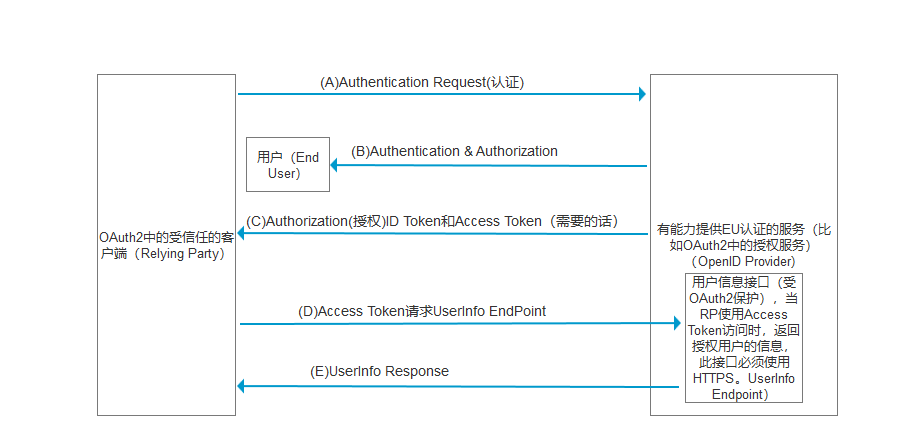 (A)Authentication Request(认证)
用户（End
User）
(B)Authentication & Authorization
(C)Authorization(授权)ID Token和Access Token（需要的话）
OAuth2中的受信任的客
户端（Relying Party）
有能力提供EU认证的服务（比
如OAuth2中的授权服务）
（OpenID Provider)
用户信息接口（受
OAuth2保护），当
RP使用Access
Token访问时，返回
授权用户的信息，
此接口必须使用
HTTPS。UserInfo
Endpoint）
(D)Access Token请求UserInfo EndPoint
(E)UserInfo Response